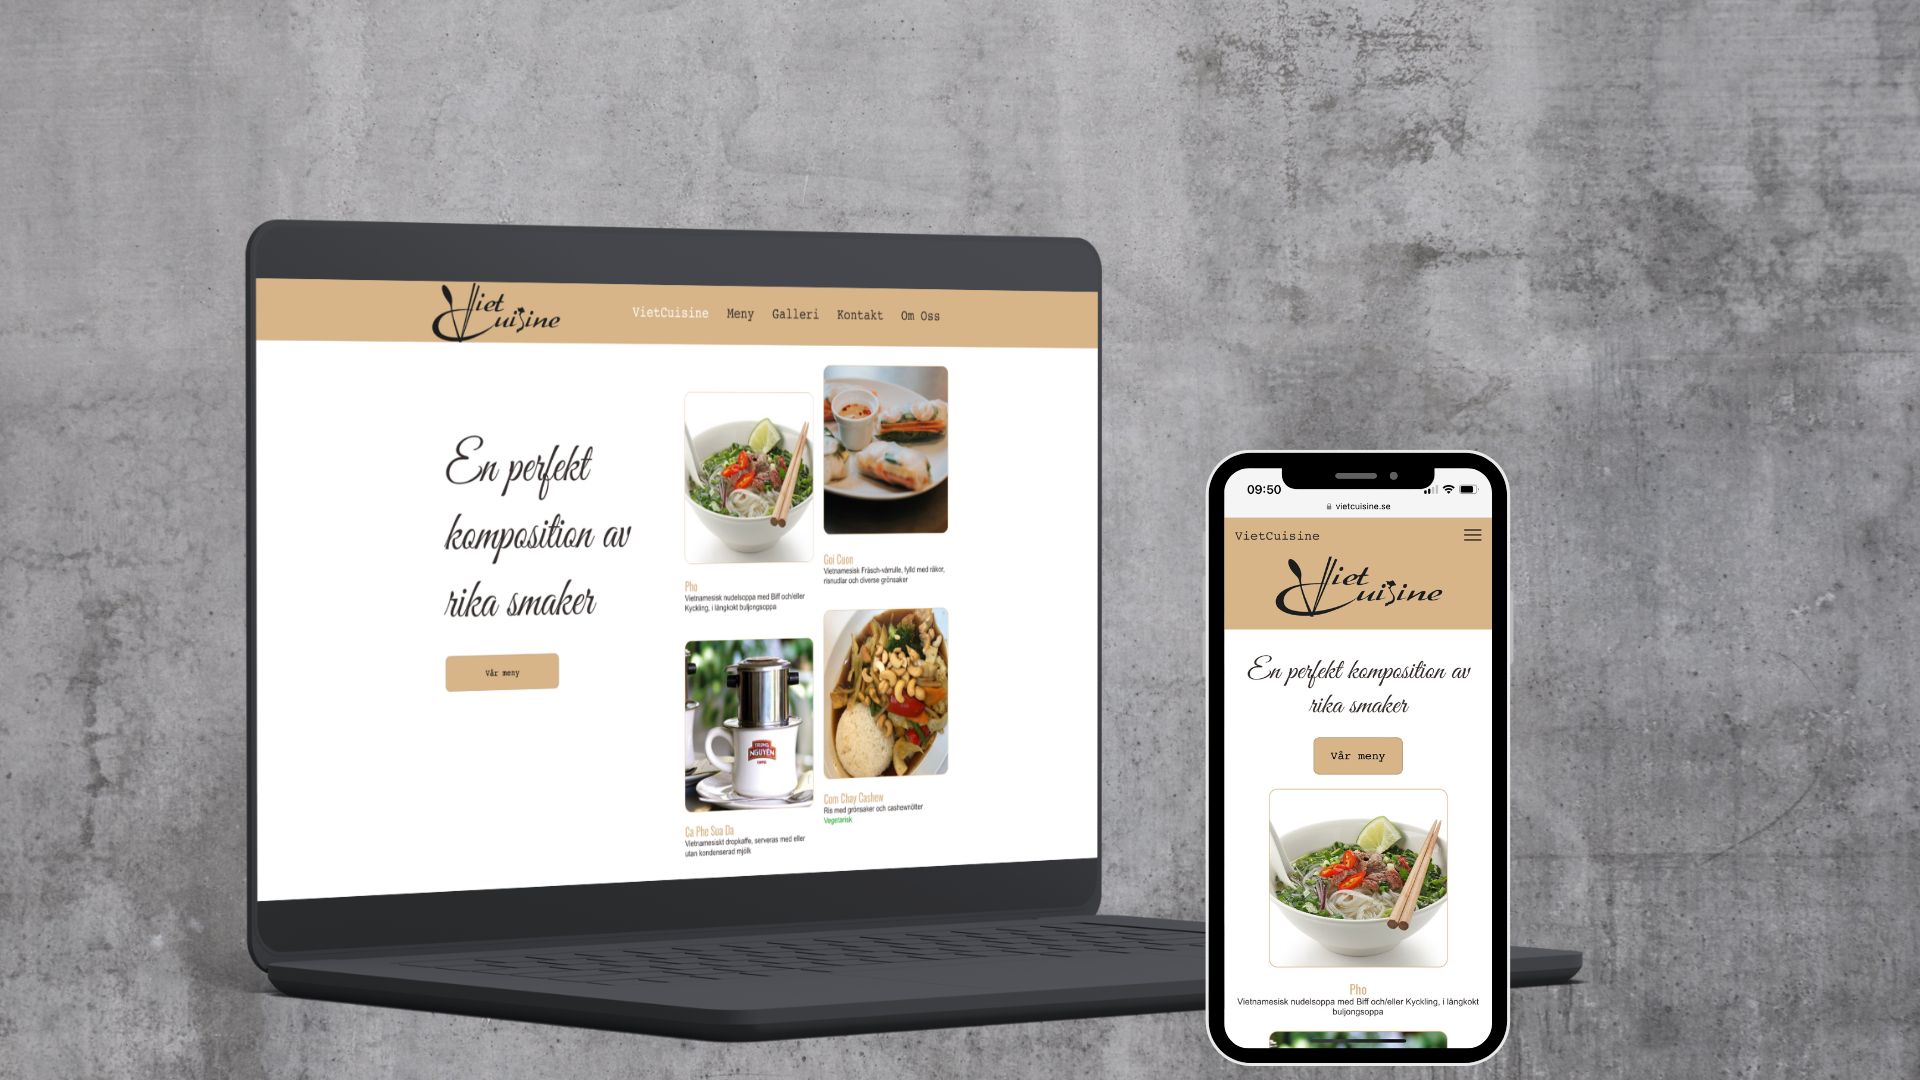 Viet
Cuisine
VietCuisine Meny Galleri Kontakt Om Oss
En perfekt
komposition av
rika smaker
Vår meny
Pho
Vietnamesisk nudelsoppa med Biff och/eller
Kyckling, i långkokt buljongsoppa
Goi Cuon
Vietnamesisk Fräsch-vårrulle, fylld med räkor,
risnudlar och diverse grönsaker
TRUNG
NGUYÊN
Ca Phe Sua Da
Vietnamesiskt dropkaffe, serveras med eller
utan kondenserad mjölk
Com Chay Cashew
Ris med grönsaker och cashewnötter
Vegetarisk
09:50
vietcuisine.se
VietCuisine
Viet
Cuisine
En perfekt komposition av
rika smaker
Vår meny
Pho
Vietnamesisk nudelsoppa med Biff och/eller Kyckling, i långkokt
buljongsoppa